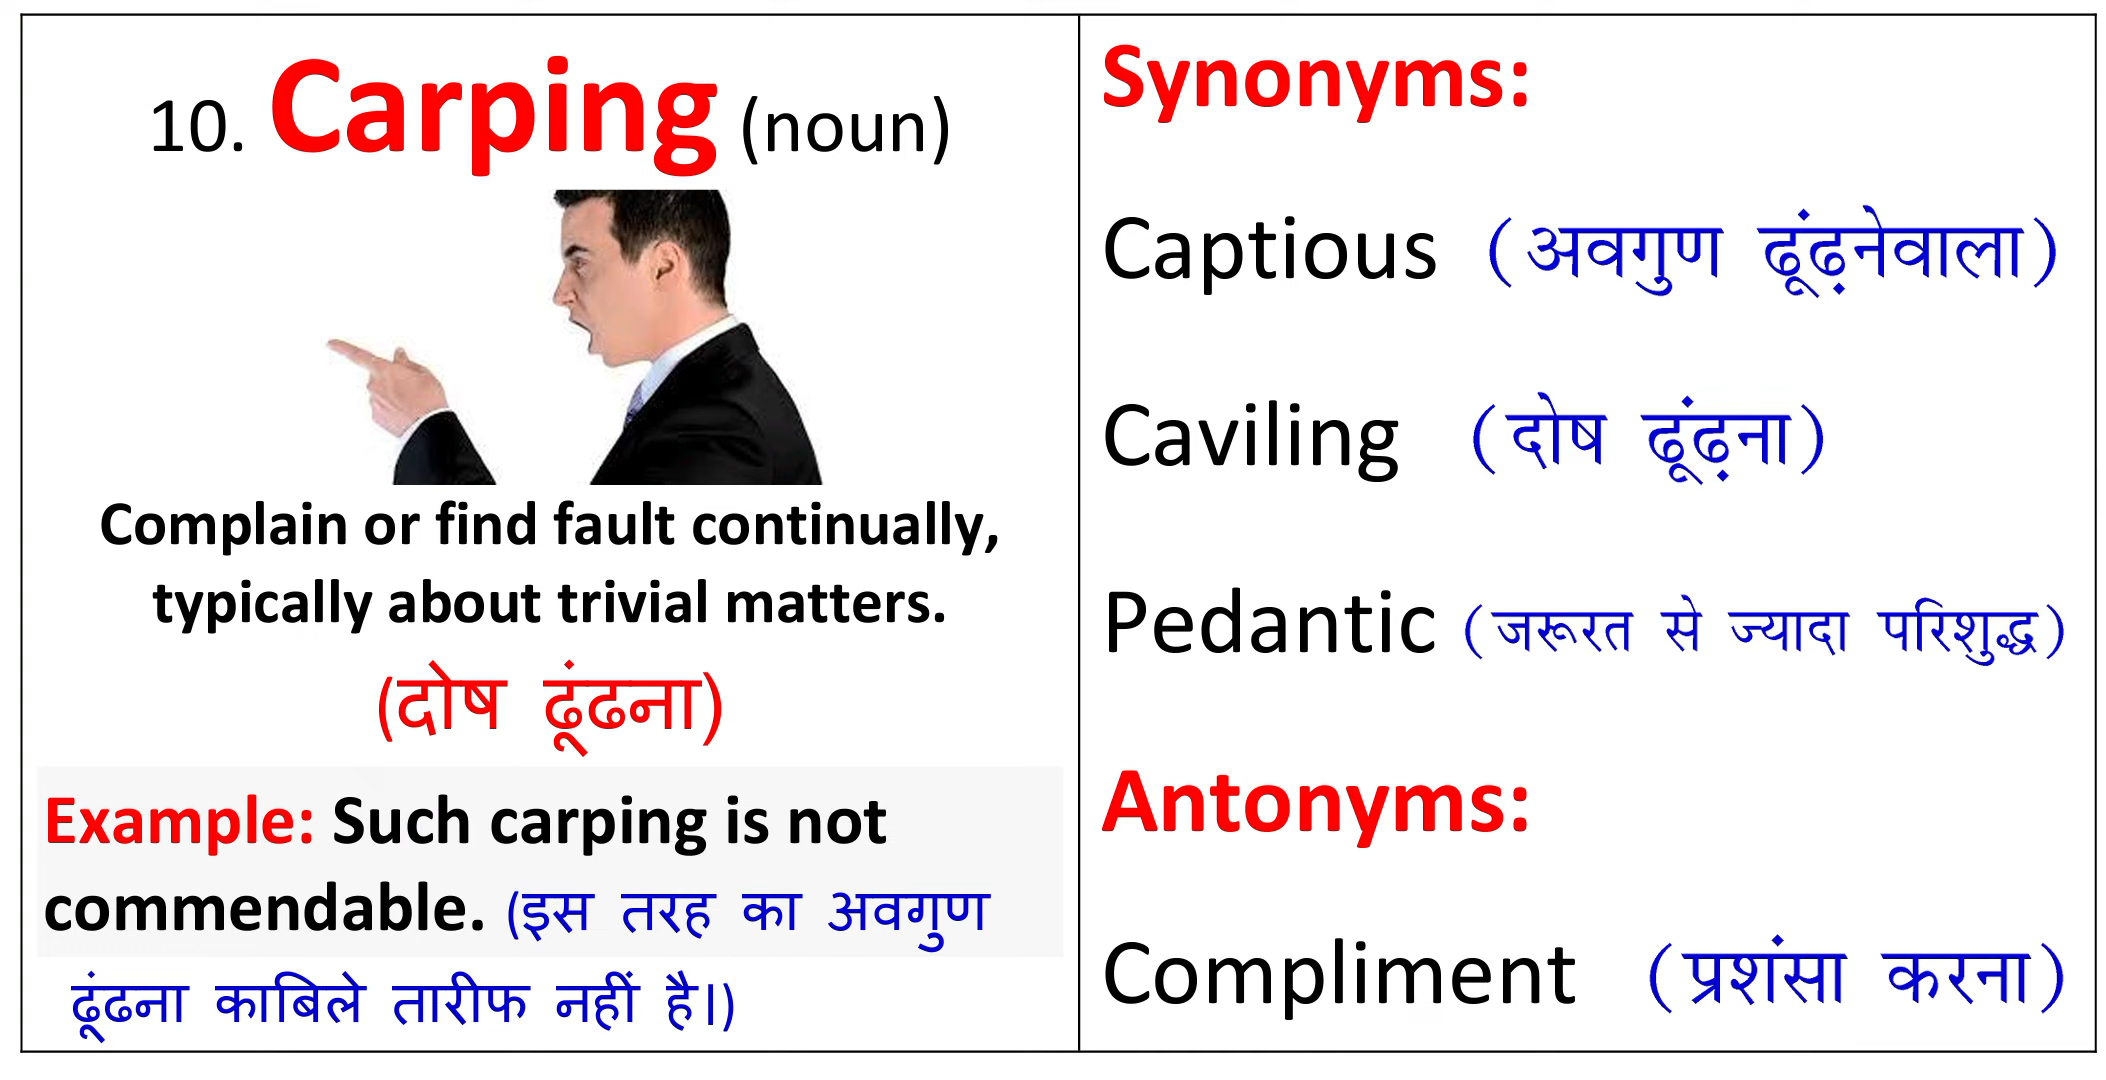 10. Carping (noun)
Complain or find fault continually,
typically about trivial matters.
(दोष ढूंढना)
Example: Such carping is not
commendable. (इस तरह का अवगुण
ढूंढना काबिले तारीफ नहीं है।)
Synonyms:
Captious (अवगुण ढूंढ़नेवाला)
Caviling (दोष ढूंढ़ना)
Pedantic (जरूरत से ज्यादा परिशुद्ध)
Antonyms:
Compliment (प्रशंसा करना)